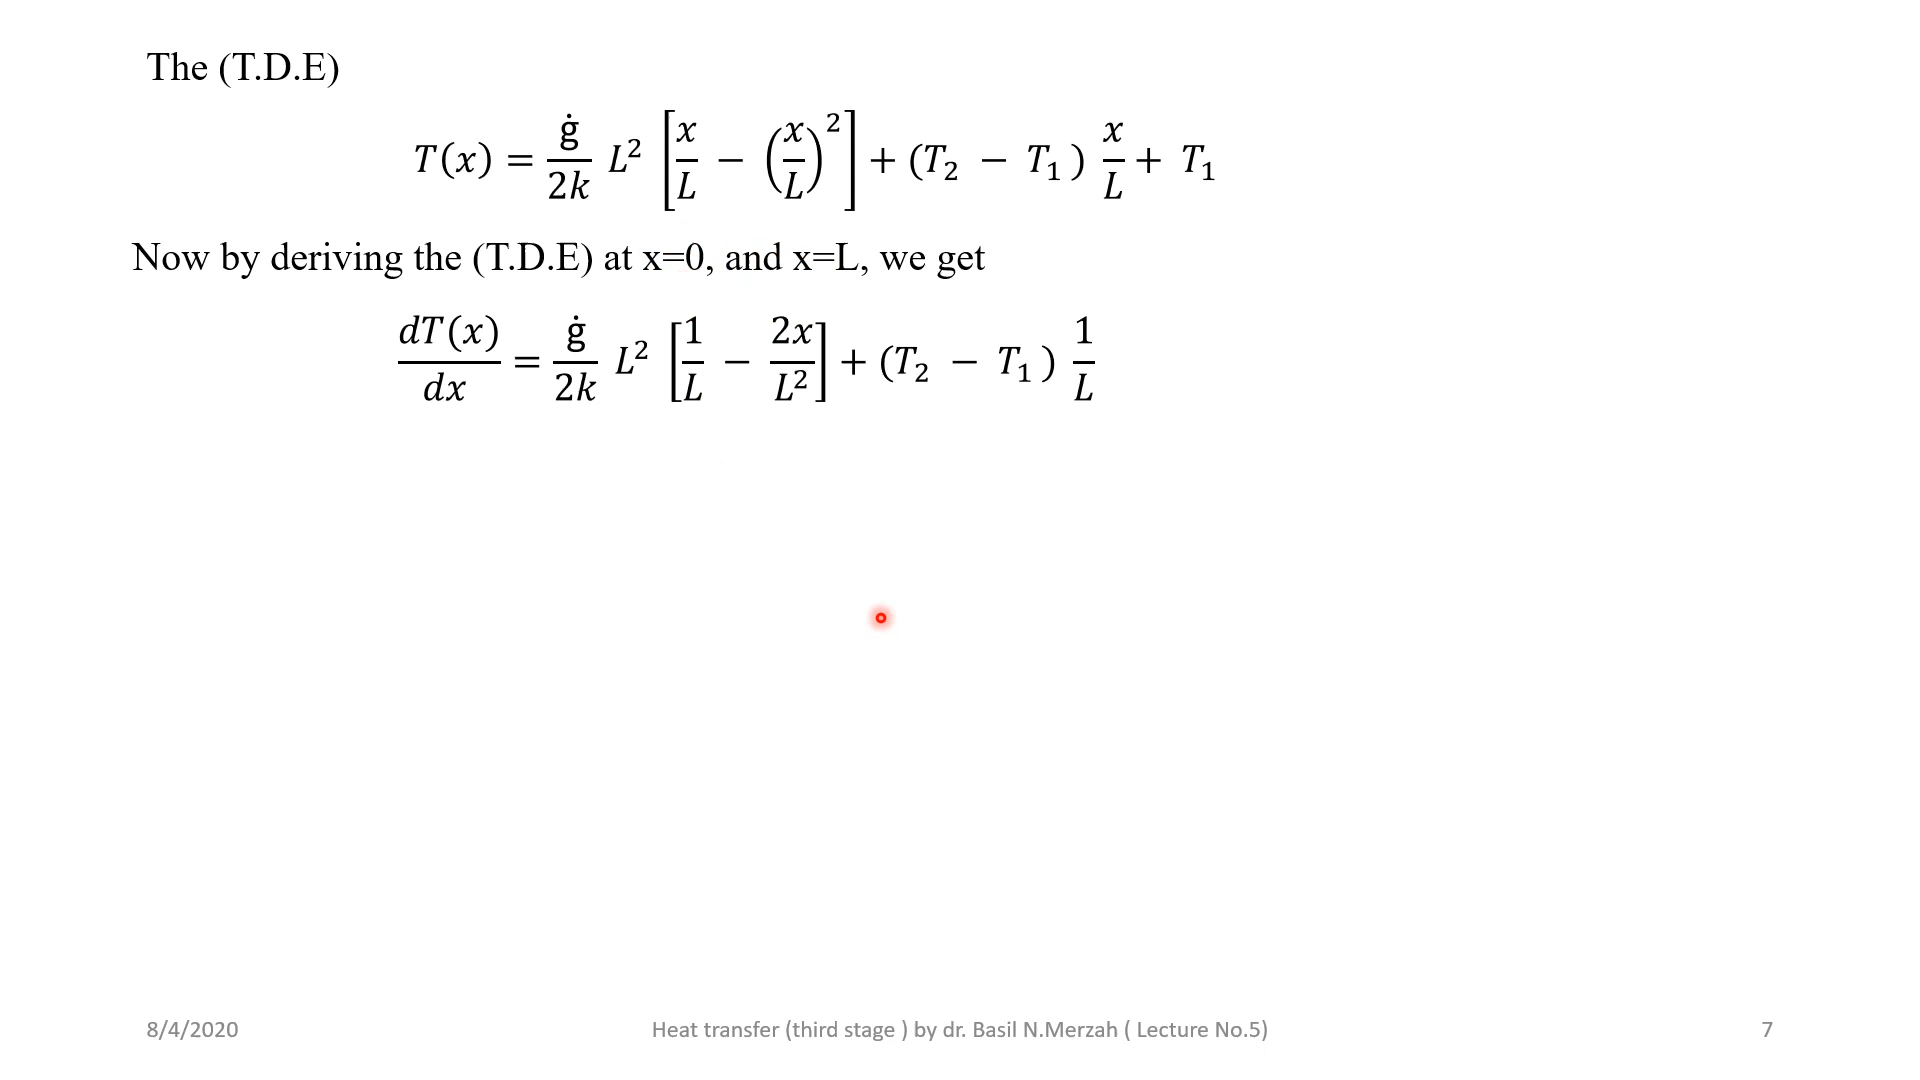 The (T.D.E)
T(x) = ġ/2k L² [x/L − (x/L)²] + (T₂ − T₁ ) x/L + T₁
Now by deriving the (T.D.E) at x=0, and x=L, we get
dT(x)/dx = ġ/2k L² [1/L − 2x/L²] + (T₂ − T₁ ) 1/L
8/4/2020
Heat transfer (third stage ) by dr. Basil N.Merzah ( Lecture No.5)
7